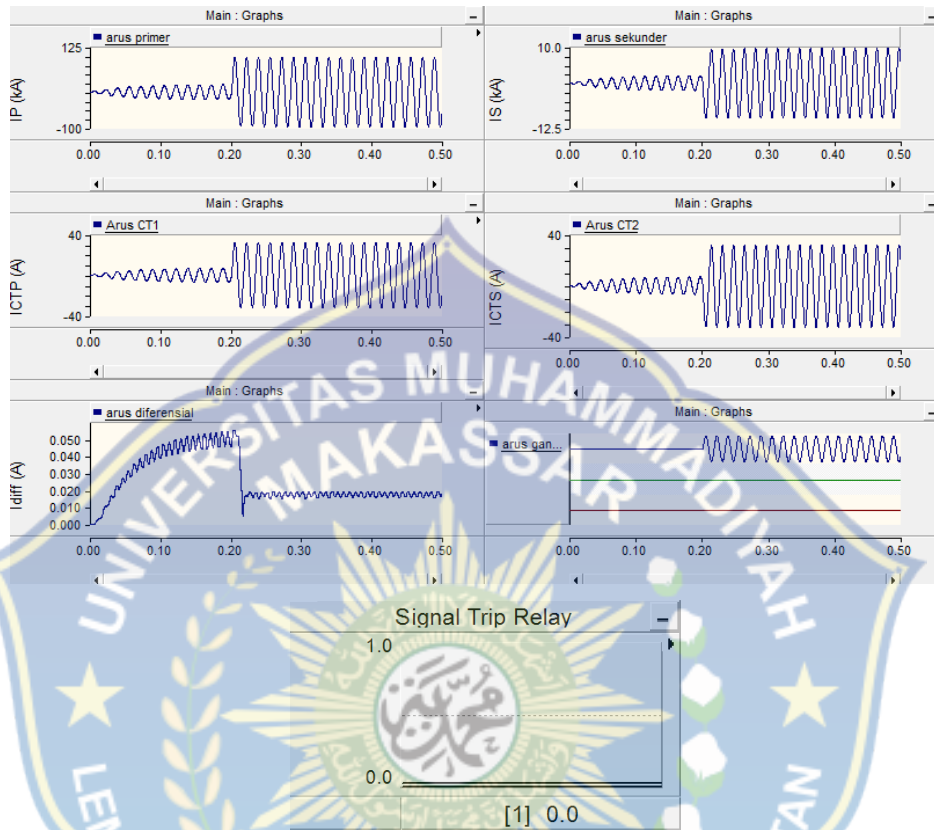 Main : Graphs
arus primer
125
IP (kA)
-100
0.00 0.10 0.20 0.30 0.40 0.50
Main : Graphs
arus sekunder
10.0
IS (kA)
-12.5
0.00 0.10 0.20 0.30 0.40 0.50
Main : Graphs
Arus CT1
40
ICTP (A)
-40
0.00 0.10 0.20 0.30 0.40 0.50
Main : Graphs
Arus CT2
40
ICTS (A)
-40
0.00 0.10 0.20 0.30 0.40 0.50
Main : Graphs
arus diferensial
0.050
0.040
0.030
0.020
0.010
0.000
Idiff (A)
0.00 0.10 0.20 0.30 0.40 0.50
Main : Graphs
arus gan...
0.00 0.10 0.20 0.30 0.40 0.50
UNIVERSITAS MUHAMMADIYAH
MAKASSAR
Signal Trip Relay
1.0
0.0
[1] 0.0